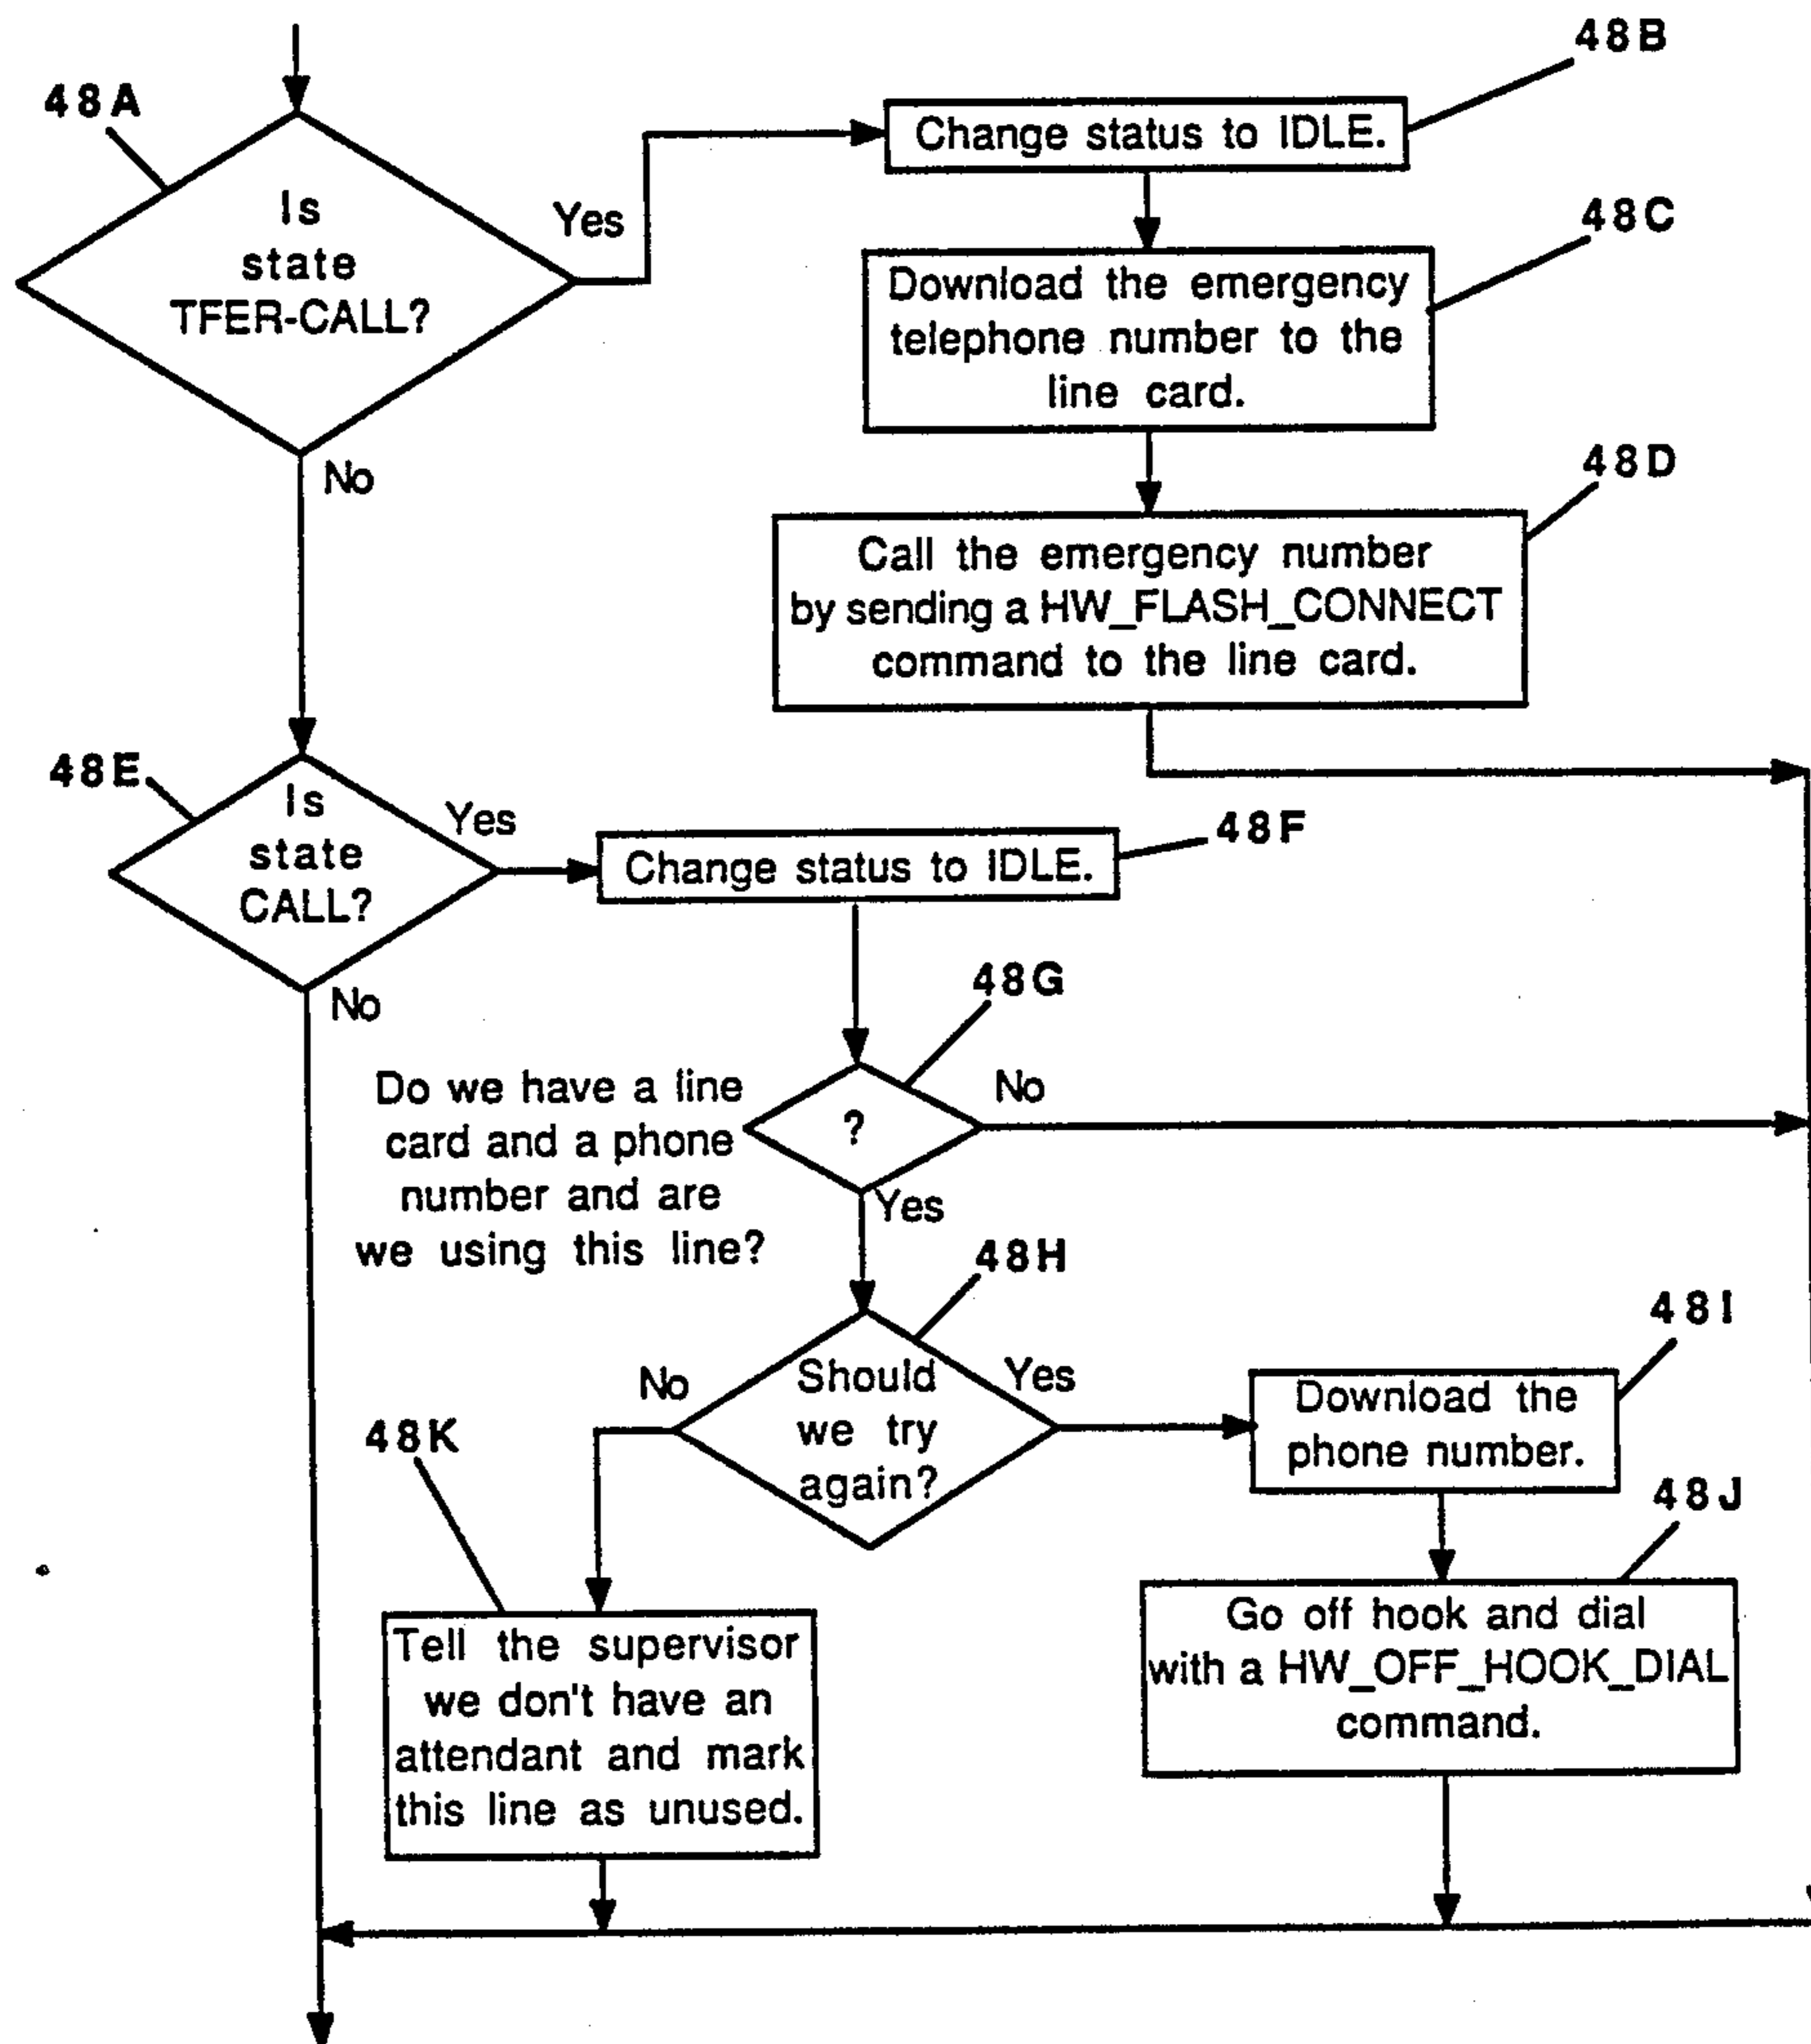 48A
Is
state
TFER-CALL?
Yes
No
48B
Change status to IDLE.
48C
Download the emergency
telephone number to the
line card.
48D
Call the emergency number
by sending a HW_FLASH_CONNECT
command to the line card.
48E
Is
state
CALL?
Yes
No
48F
Change status to IDLE.
48G
Do we have a line
card and a phone
number and are
we using this line?
?
No
Yes
48H
Should
we try
again?
No
Yes
48I
Download the
phone number.
48J
Go off hook and dial
with a HW_OFF_HOOK_DIAL
command.
48K
Tell the supervisor
we don't have an
attendant and mark
this line as unused.